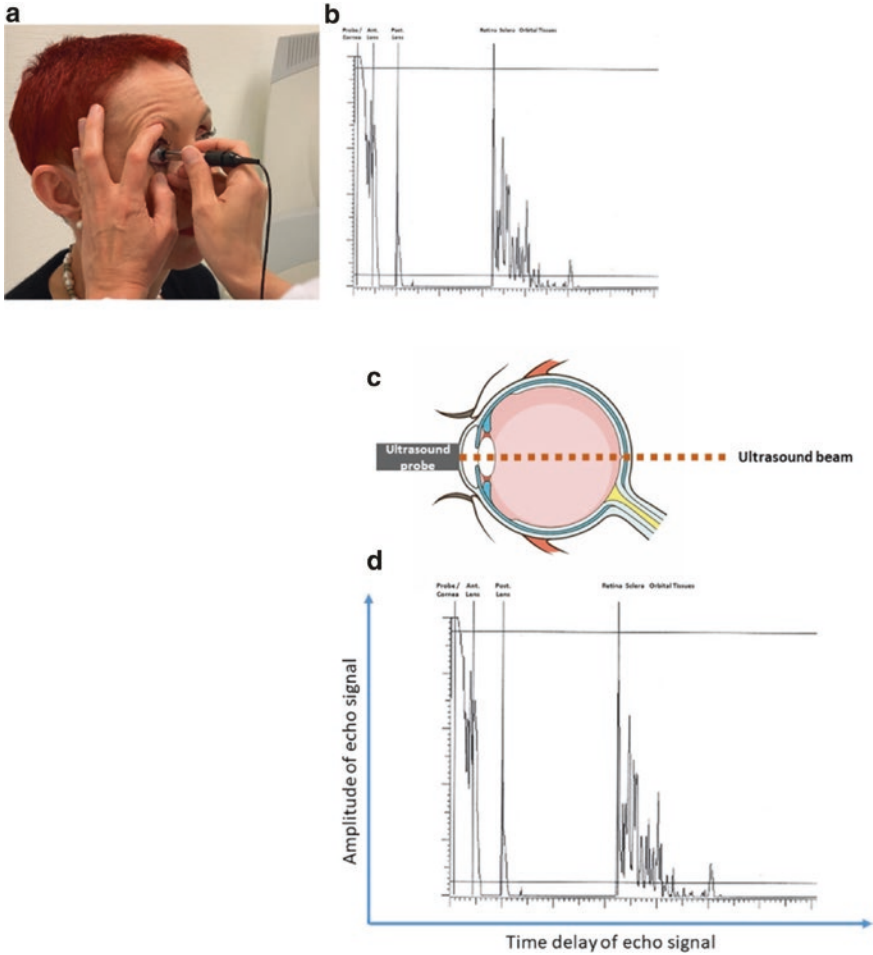 a
b
Probe / Ant. Post. Retina Sclera Orbital Tissues
Cornea Lens Lens
c
Ultrasound
probe
Ultrasound beam
d
Probe / Ant. Post. Retina Sclera Orbital Tissues
Cornea Lens Lens
Amplitude of echo signal
Time delay of echo signal